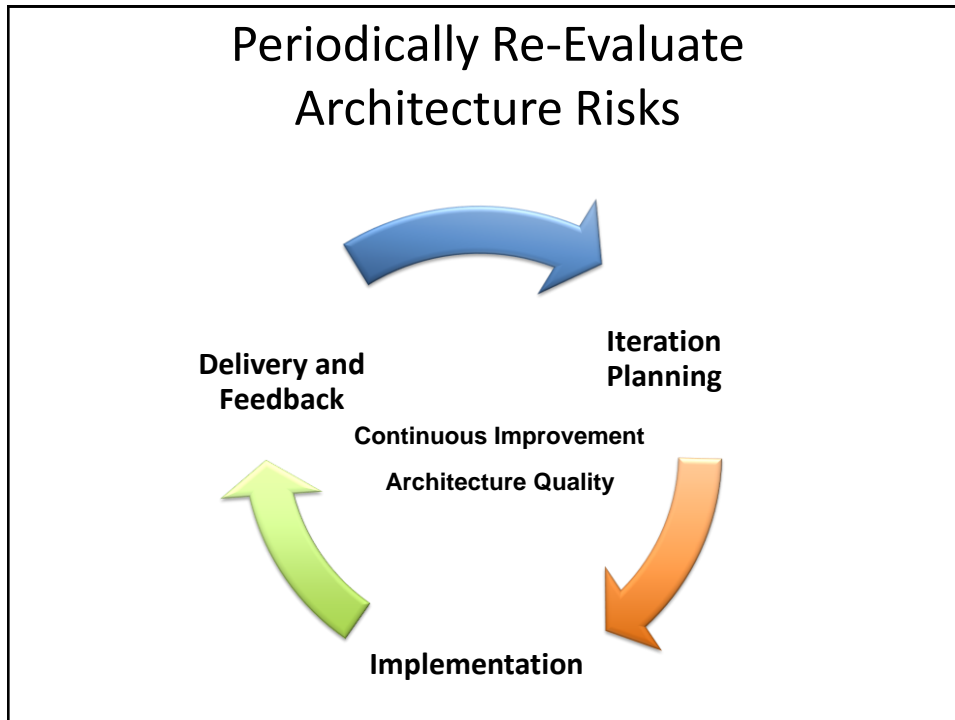 Periodically Re-Evaluate
Architecture Risks
Iteration
Planning
Delivery and
Feedback
Continuous Improvement
Architecture Quality
Implementation